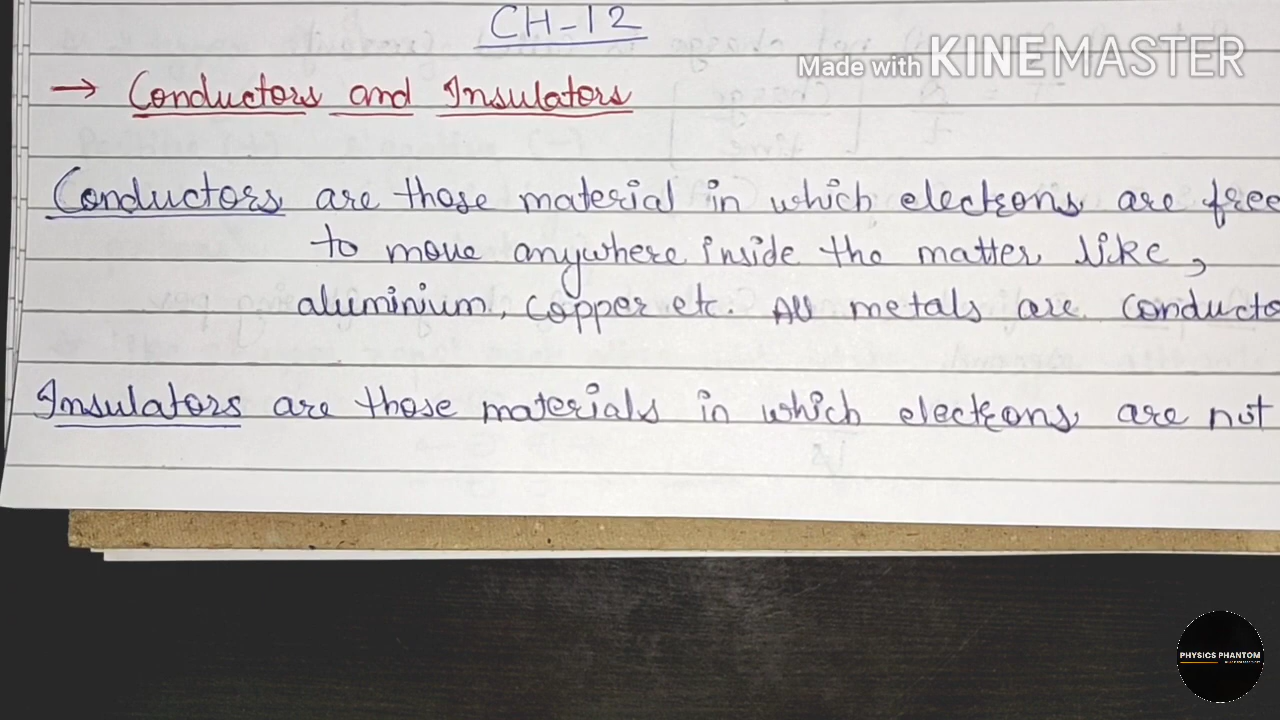 CH-12
Made with KINEMASTER
→ Conductors and Insulators
Conductors are those material in which electrons are free
to move anywhere inside the matter like,
aluminium, copper etc. All metals are conducto
Insulators are those materials in which electrons are not
PHYSICS PHANTOM